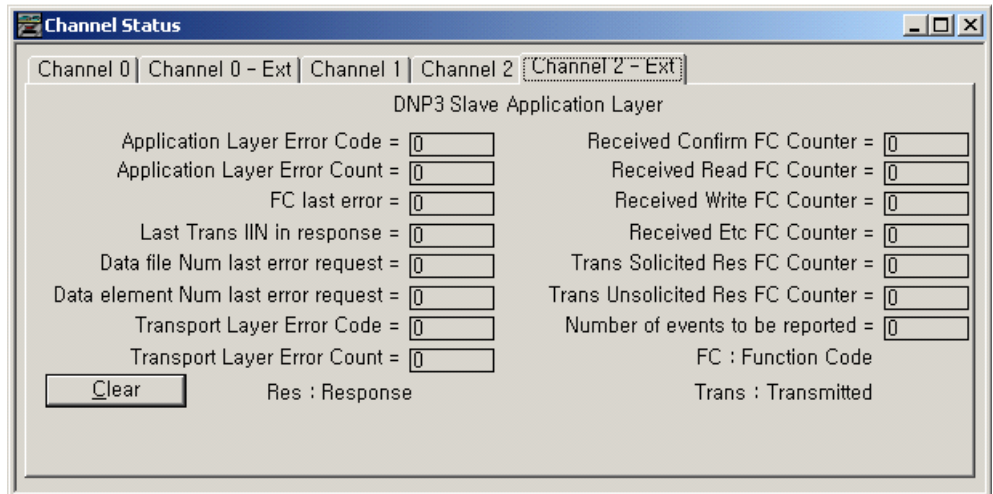 Channel Status
Channel 0 Channel 0 - Ext Channel 1 Channel 2 Channel 2 - Ext
DNP3 Slave Application Layer
Application Layer Error Code = 0 Received Confirm FC Counter = 0
Application Layer Error Count = 0 Received Read FC Counter = 0
FC last error = 0 Received Write FC Counter = 0
Last Trans IIN in response = 0 Received Etc FC Counter = 0
Data file Num last error request = 0 Trans Solicited Res FC Counter = 0
Data element Num last error request = 0 Trans Unsolicited Res FC Counter = 0
Transport Layer Error Code = 0 Number of events to be reported = 0
Transport Layer Error Count = 0 FC : Function Code
Clear Res : Response Trans : Transmitted